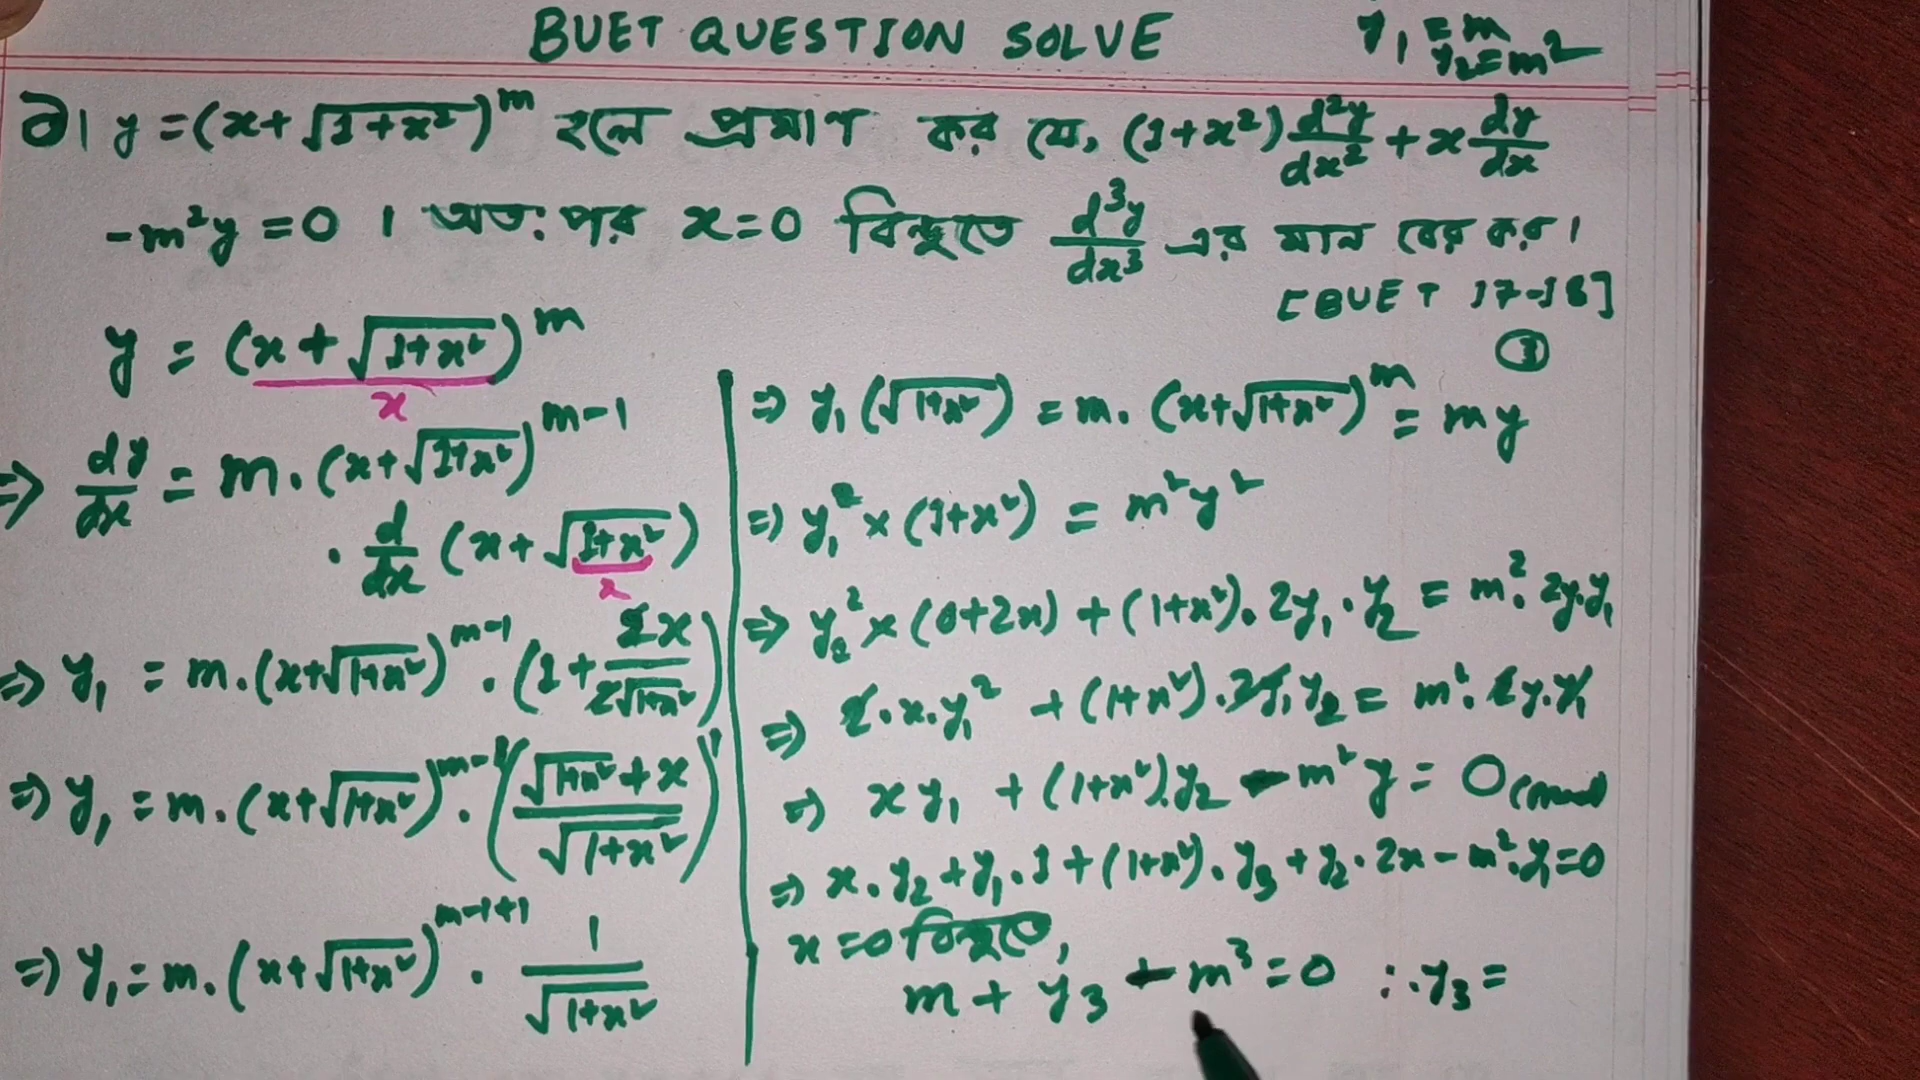 BUET QUESTION SOLVE
y₁ = m
y₂ = m²
৯। y = (x+√(1+x²))^m হলে প্রমাণ কর যে, (1+x²) d²y/dx² + x dy/dx
-m²y = 0 । অতঃপর x=0 বিন্দুতে d³y/dx³ এর মান বের কর।
[BUET 17-18]
y = (x+√(1+x²))^m
x
⇒ dy/dx = m.(x+√(1+x²))^(m-1)
. d/dx (x+√(1+x²))
x
⇒ y₁ = m.(x+√(1+x²))^(m-1) . (1+ 2x/2√(1+x²))
⇒ y₁ = m.(x+√(1+x²))^(m-1) . ((√(1+x²)+x)/√(1+x²))
⇒ y₁ = m.(x+√(1+x²))^(m-1+1) . 1/√(1+x²)
⇒ y₁(√(1+x²)) = m.(x+√(1+x²))^m = my
⇒ y₁² × (1+x²) = m²y²
⇒ y₁² × (0+2x) + (1+x²). 2y₁.y₂ = m². 2y.y₁
⇒ 2.x.y₁² + (1+x²).2y₁y₂ = m². 2y.y₁
⇒ xy₁ + (1+x²).y₂ - m²y = 0
⇒ x.y₂+y₁.1+(1+x²).y₃+y₂.2x-m².y₁=0
x=0 বিন্দুতে,
m + y₃ - m³ = 0 ∴ y₃ =